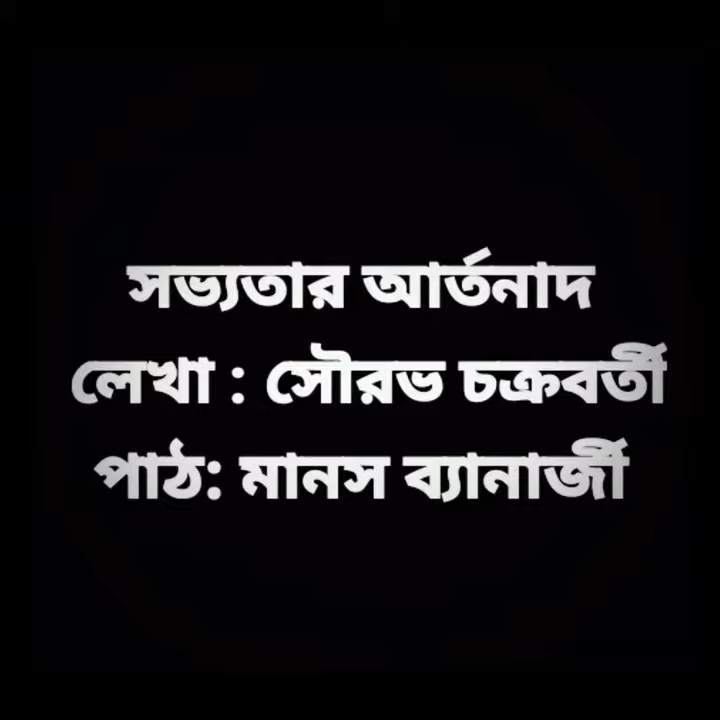 সভ্যতার আর্তনাদ
লেখা : সৌরভ চক্রবর্তী
পাঠ: মানস ব্যানার্জী